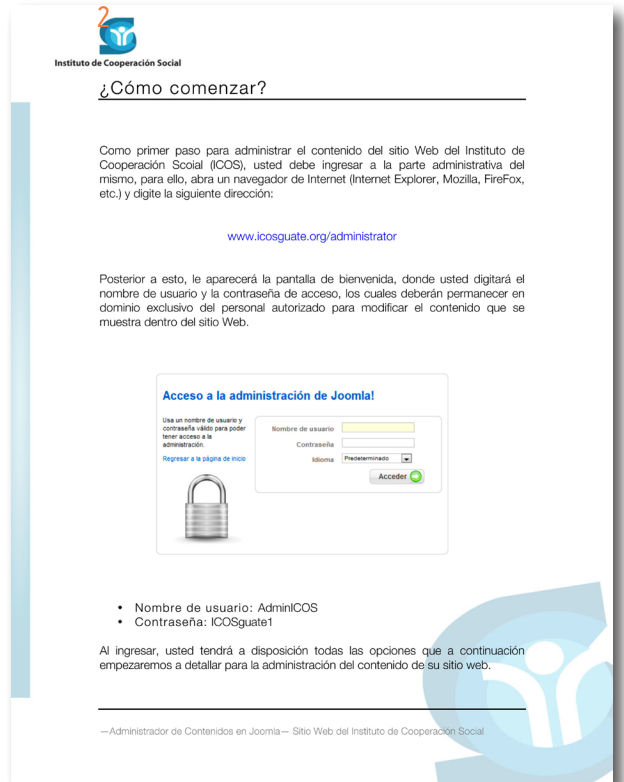 2
Instituto de Cooperación Social
¿Cómo comenzar?
Como primer paso para administrar el contenido del sitio Web del Instituto de
Cooperación Scoial (ICOS), usted debe ingresar a la parte administrativa del
mismo, para ello, abra un navegador de Internet (Internet Explorer, Mozilla, FireFox,
etc.) y digite la siguiente dirección:
www.icosguate.org/administrator
Posterior a esto, le aparecerá la pantalla de bienvenida, donde usted digitará el
nombre de usuario y la contraseña de acceso, los cuales deberán permanecer en
dominio exclusivo del personal autorizado para modificar el contenido que se
muestra dentro del sitio Web.
Acceso a la administración de Joomla!
Usa un nombre de usuario y
contraseña válido para poder
tener acceso a la
administración.
Regresar a la página de inicio
Nombre de usuario
Contraseña
Idioma Predeterminado
Acceder
• Nombre de usuario: AdminICOS
• Contraseña: ICOSguate1
Al ingresar, usted tendrá a disposición todas las opciones que a continuación
empezaremos a detallar para la administración del contenido de su sitio web.
—Administrador de Contenidos en Joomla— Sitio Web del Instituto de Cooperación Social